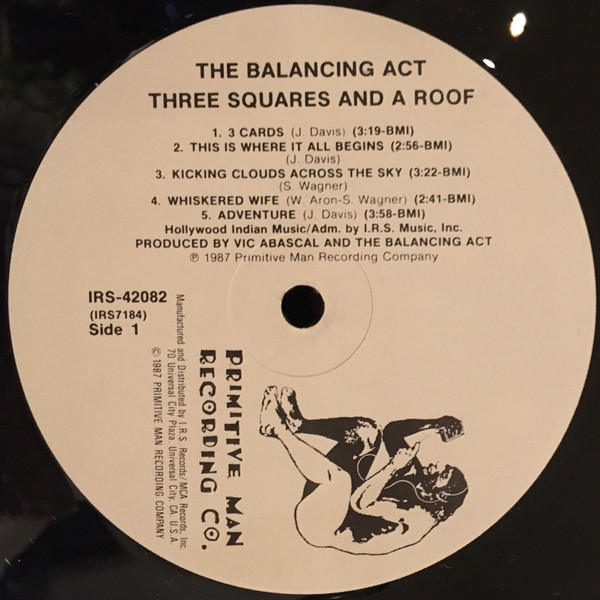 THE BALANCING ACT
THREE SQUARES AND A ROOF
1. 3 CARDS (J. Davis) (3:19-BMI)
2. THIS IS WHERE IT ALL BEGINS (2:56-BMI)
(J. Davis)
3. KICKING CLOUDS ACROSS THE SKY (3:22-BMI)
(S. Wagner)
4. WHISKERED WIFE (W. Aron-S. Wagner) (2:41-BMI)
5. ADVENTURE (J. Davis) (3:58-BMI)
Hollywood Indian Music/Adm. by I.R.S. Music, Inc.
PRODUCED BY VIC ABASCAL AND THE BALANCING ACT
℗ 1987 Primitive Man Recording Company
IRS-42082
(IRS7184)
Side 1
Manufactured and Distributed by I.R.S. Records/MCA Records, Inc.
70 Universal City Plaza, Universal City, CA. U.S.A.
© 1987 PRIMITIVE MAN RECORDING COMPANY
PRIMITIVE MAN
RECORDING CO.